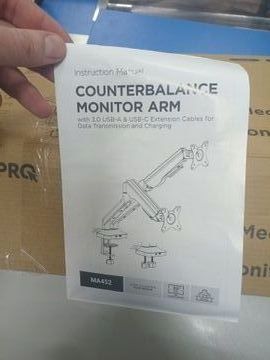 Instruction Manual
COUNTERBALANCE
MONITOR ARM
with 3.0 USB-A & USB-C Extension Cables for
Data Transmission and Charging
PRO
Med
Moni
MA452